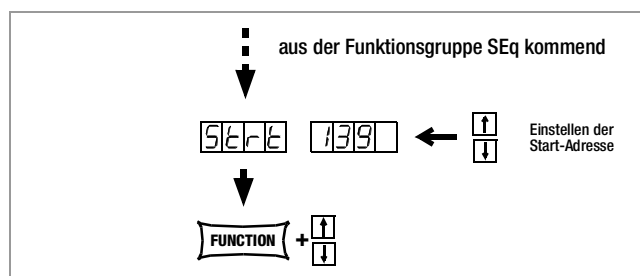 aus der Funktionsgruppe SEq kommend
Strt 139
Einstellen der
Start-Adresse
FUNCTION +